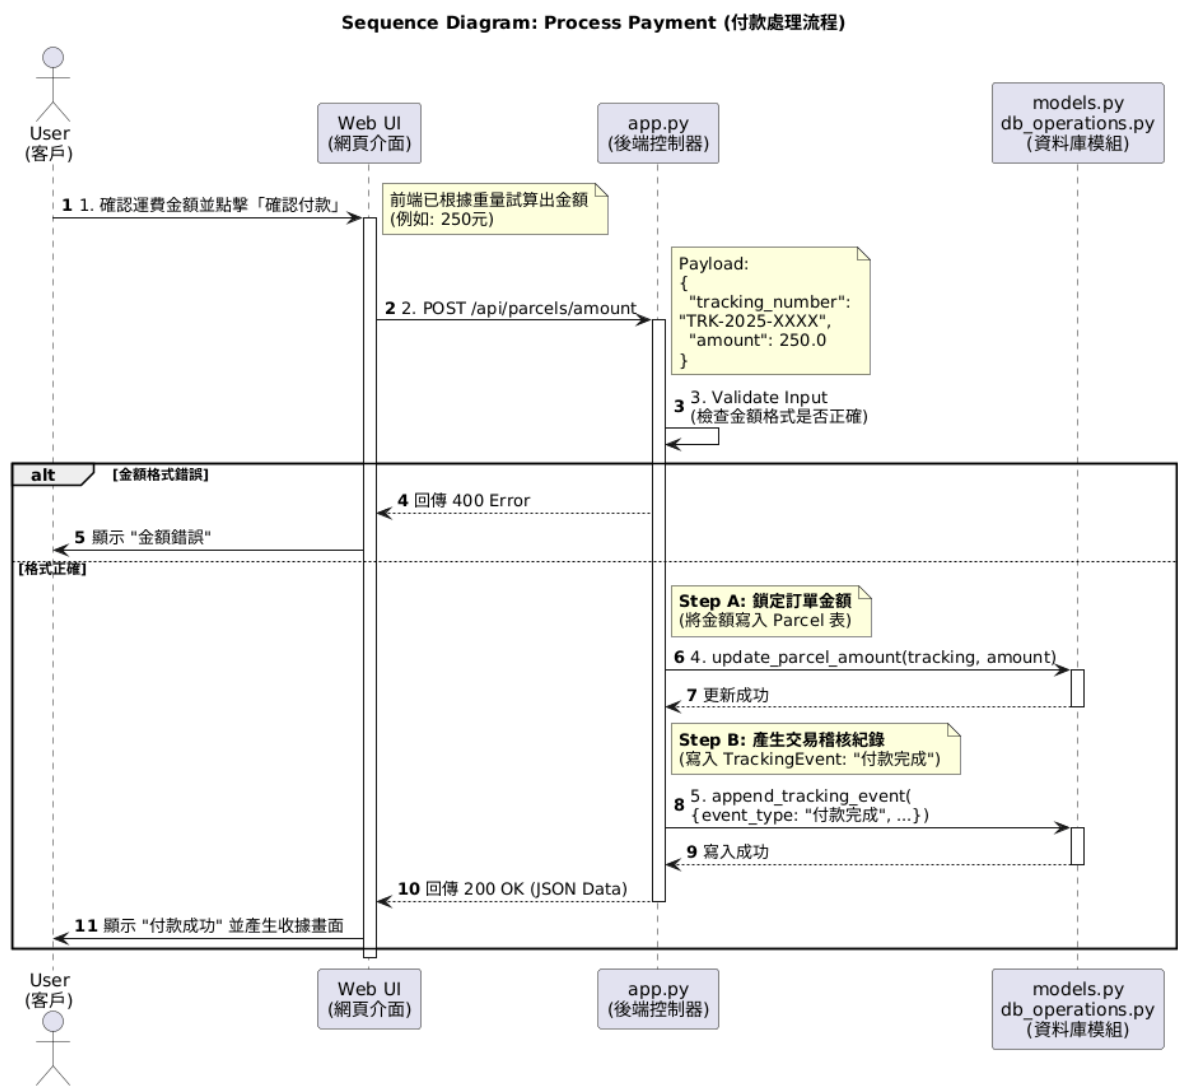 Sequence Diagram: Process Payment (付款處理流程)
User
(客戶)
Web UI
(網頁介面)
app.py
(後端控制器)
models.py
db_operations.py
(資料庫模組)
1 1. 確認運費金額並點擊「確認付款」
前端已根據重量試算出金額
(例如: 250元)
2 2. POST /api/parcels/amount
Payload:
{
"tracking_number":
"TRK-2025-XXXX",
"amount": 250.0
}
3 3. Validate Input
(檢查金額格式是否正確)
alt [金額格式錯誤]
4 回傳 400 Error
5 顯示 "金額錯誤"
[格式正確]
Step A: 鎖定訂單金額
(將金額寫入 Parcel 表)
6 4. update_parcel_amount(tracking, amount)
7 更新成功
Step B: 產生交易稽核紀錄
(寫入 TrackingEvent: "付款完成")
8 5. append_tracking_event(
{event_type: "付款完成", ...})
9 寫入成功
10 回傳 200 OK (JSON Data)
11 顯示 "付款成功" 並產生收據畫面
User
(客戶)
Web UI
(網頁介面)
app.py
(後端控制器)
models.py
db_operations.py
(資料庫模組)